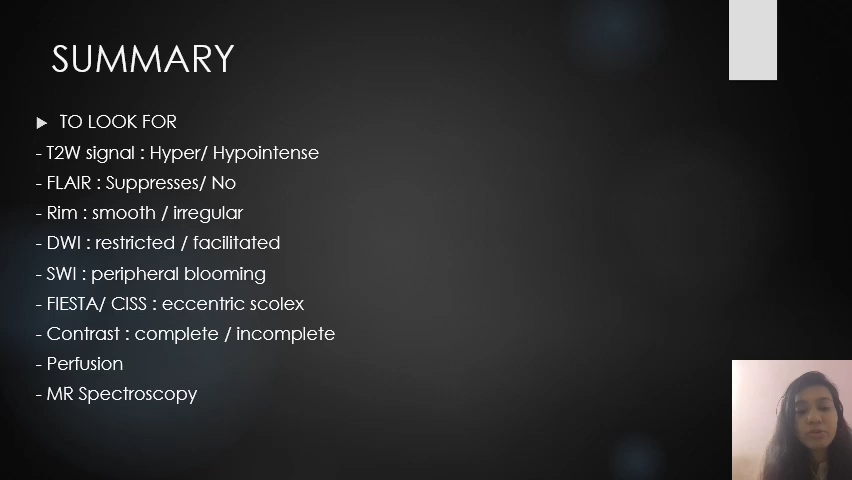 SUMMARY
TO LOOK FOR
- T2W signal : Hyper/ Hypointense
- FLAIR : Suppresses/ No
- Rim : smooth / irregular
- DWI : restricted / facilitated
- SWI : peripheral blooming
- FIESTA/ CISS : eccentric scolex
- Contrast : complete / incomplete
- Perfusion
- MR Spectroscopy